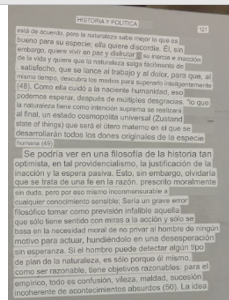 HISTORIA Y POLITICA
121
está de acuerdo, pero la naturaleza sabe mejor lo que es
bueno para su especie; ella quiere discordia. Él, sin
embargo, quiere vivir en paz y disfrutar su inercia e inacción
de la vida y quiere que la naturaleza salga fácilmente de
satisfecho, que se lance al trabajo y al dolor, para que, al
mismo tiempo, descubra los medios para superarlo inteligentemente
(48). Como ella cuidó a la naciente humanidad, eso
podemos esperar, después de múltiples desgracias, "lo que
la naturaleza tiene como intención suprema se realizará
al final, un estado cosmopolita universal (Zustand
state of things) que será el útero materno en el que se
desarrollarán todos los dones originales de la especie
humana (49)
Se podría ver en una filosofía de la historia tan
optimista, en tal providencialismo, la justificación de la
inacción y la espera pasiva. Esto, sin embargo, olvidaría
que se trata de una fe en la razón, prescrito moralmente
sin duda, pero por eso mismo inconmensurable a
cualquier conocimiento sensible; Sería un grave error
filosófico tomar como previsión infalible aquella
que sólo tiene sentido con miras a la acción y sólo se
basa en la necesidad moral de no privar al hombre de ningún
motivo para actuar, hundiéndolo en una desesperación
sin esperanza. Si el hombre puede detectar algún tipo
de plan de la naturaleza, es sólo porque él mismo,
como ser razonable, tiene objetivos razonables: para el
empírico, todo es confusión, vileza, maldad, sucesión
incoherente de acontecimientos absurdos (50). La idea